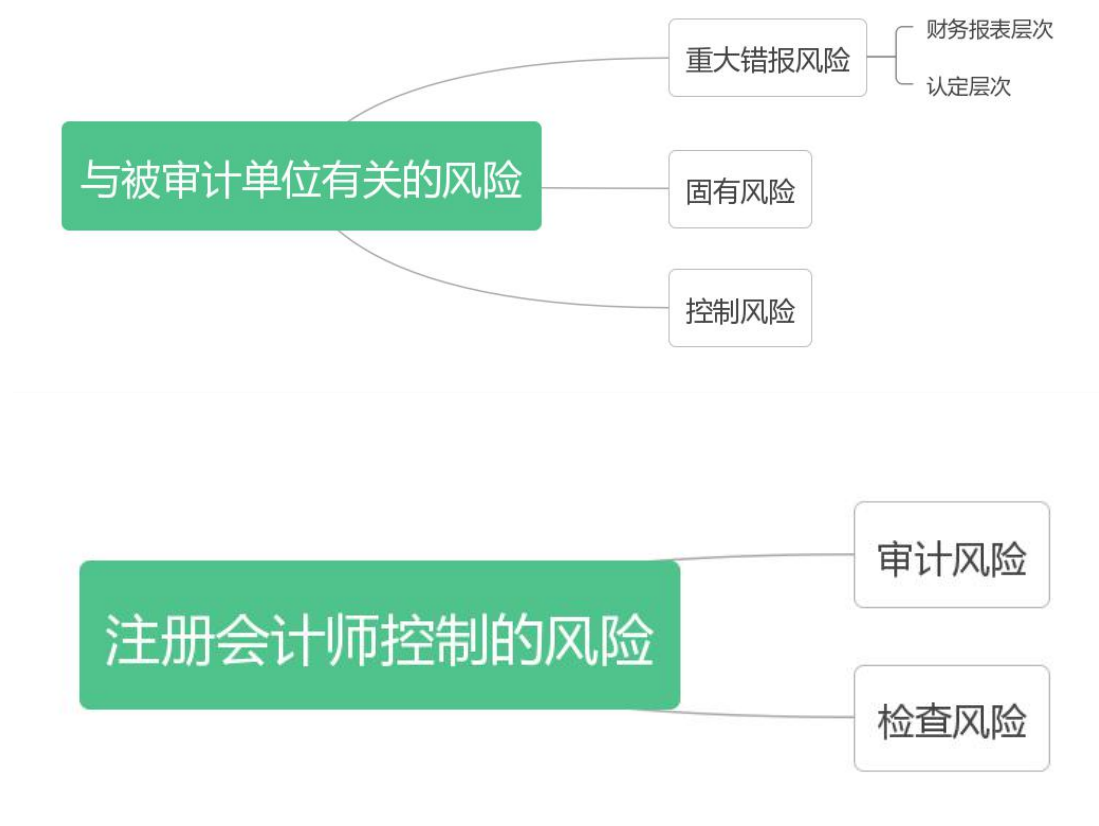 财务报表层次
重大错报风险
认定层次
与被审计单位有关的风险
固有风险
控制风险
审计风险
注册会计师控制的风险
检查风险